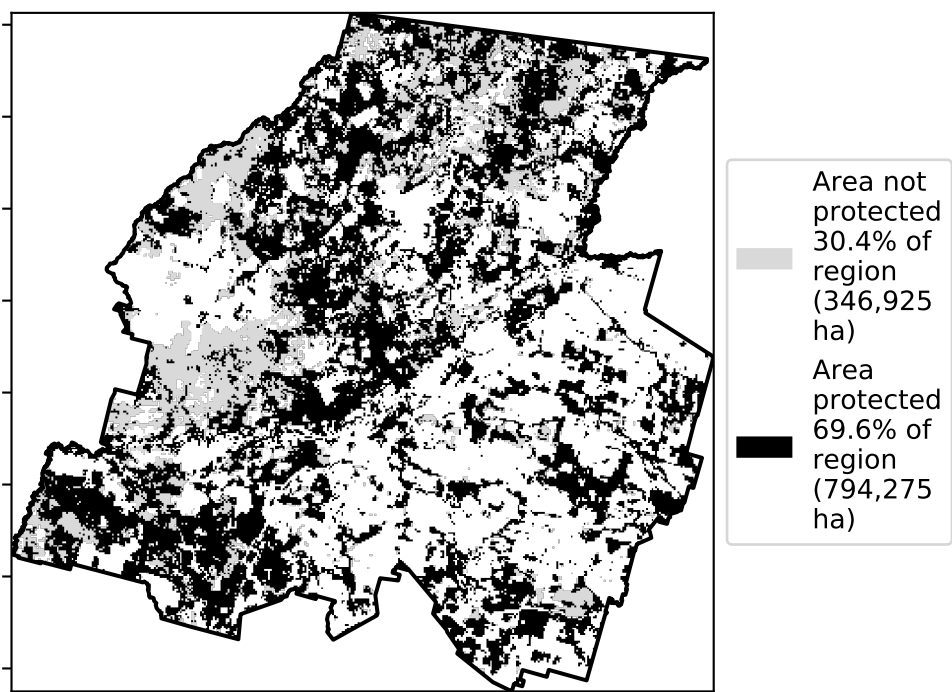 Area not
protected
30.4% of
region
(346,925
ha)
Area
protected
69.6% of
region
(794,275
ha)